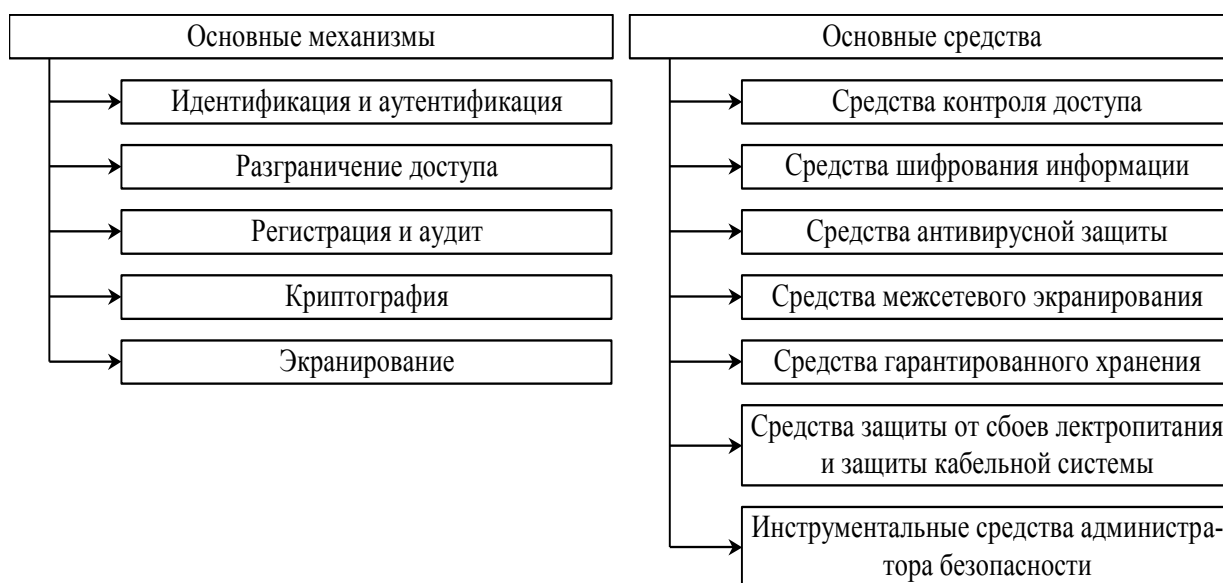 Основные механизмы
Идентификация и аутентификация
Разграничение доступа
Регистрация и аудит
Криптография
Экранирование
Основные средства
Средства контроля доступа
Средства шифрования информации
Средства антивирусной защиты
Средства межсетевого экранирования
Средства гарантированного хранения
Средства защиты от сбоев лектропитания
и защиты кабельной системы
Инструментальные средства администра-
тора безопасности